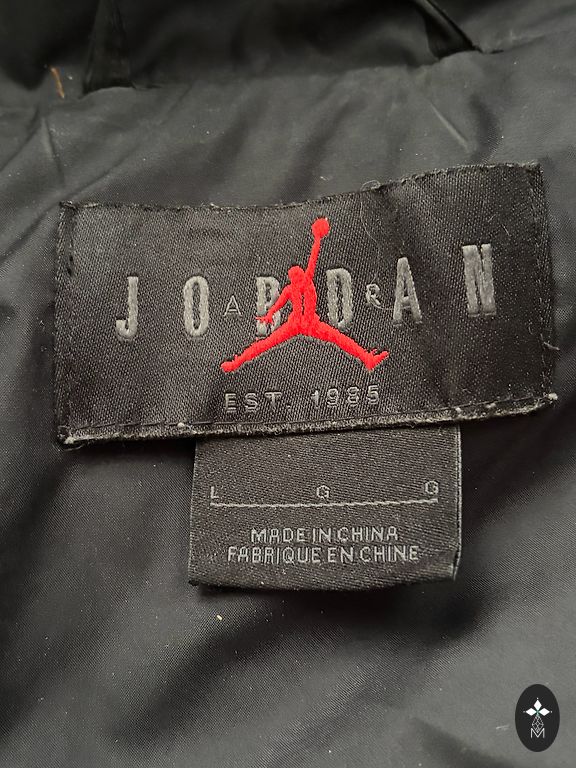 JORDAN
A R
EST. 1985
L G G
MADE IN CHINA
FABRIQUE EN CHINE
M